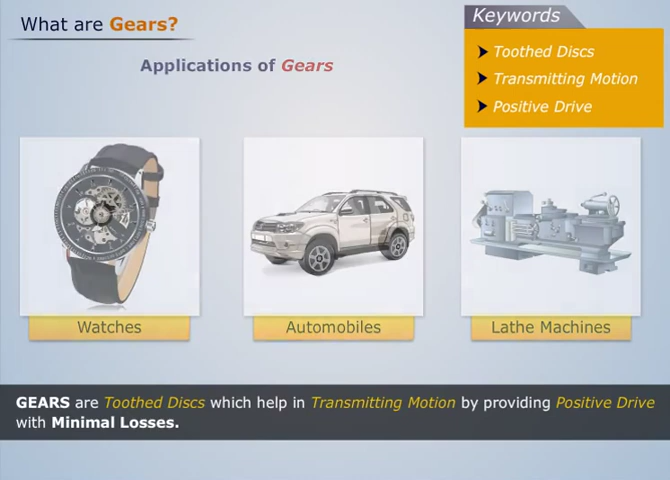 What are Gears?
Keywords
Toothed Discs
Transmitting Motion
Positive Drive
Applications of Gears
Watches
Automobiles
Lathe Machines
GEARS are Toothed Discs which help in Transmitting Motion by providing Positive Drive
with Minimal Losses.